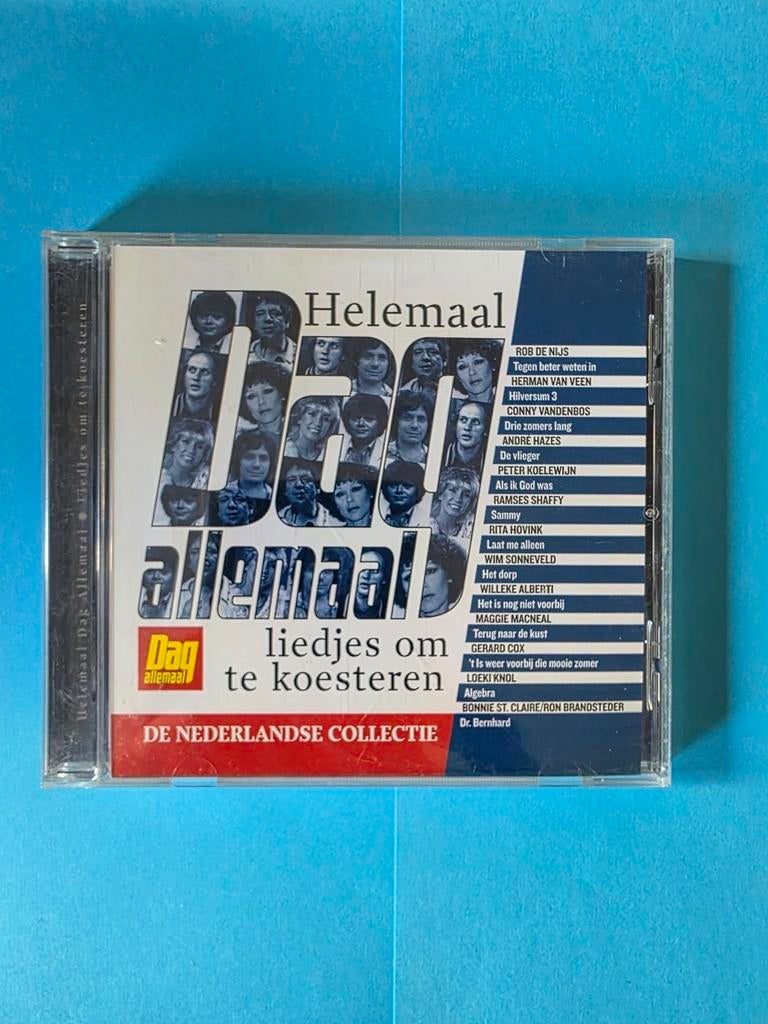 Helemaal Dag Allemaal ● liedjes om te koesteren
Helemaal
Dag
allemaal
liedjes om
te koesteren
Dag
allemaal
DE NEDERLANDSE COLLECTIE
ROB DE NIJS
Tegen beter weten in
HERMAN VAN VEEN
Hilversum 3
CONNY VANDENBOS
Drie zomers lang
ANDRÉ HAZES
De vlieger
PETER KOELEWIJN
Als ik God was
RAMSES SHAFFY
Sammy
RITA HOVINK
Laat me alleen
WIM SONNEVELD
Het dorp
WILLEKE ALBERTI
Het is nog niet voorbij
MAGGIE MACNEAL
Terug naar de kust
GERARD COX
't Is weer voorbij die mooie zomer
LOEKI KNOL
Algebra
BONNIE ST. CLAIRE/RON BRANDSTEDER
Dr. Bernhard